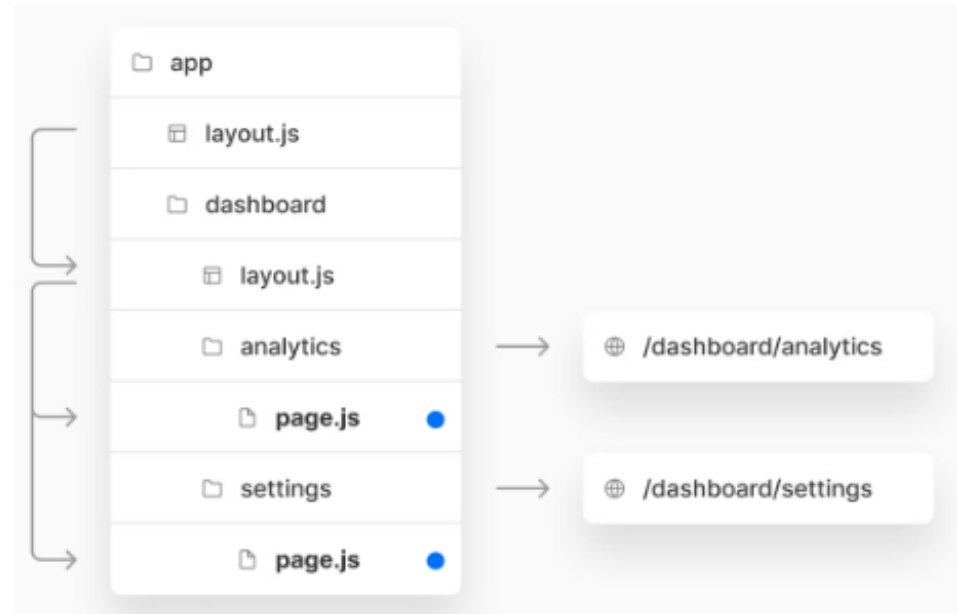 app
layout.js
dashboard
layout.js
analytics
/dashboard/analytics
page.js
settings
/dashboard/settings
page.js